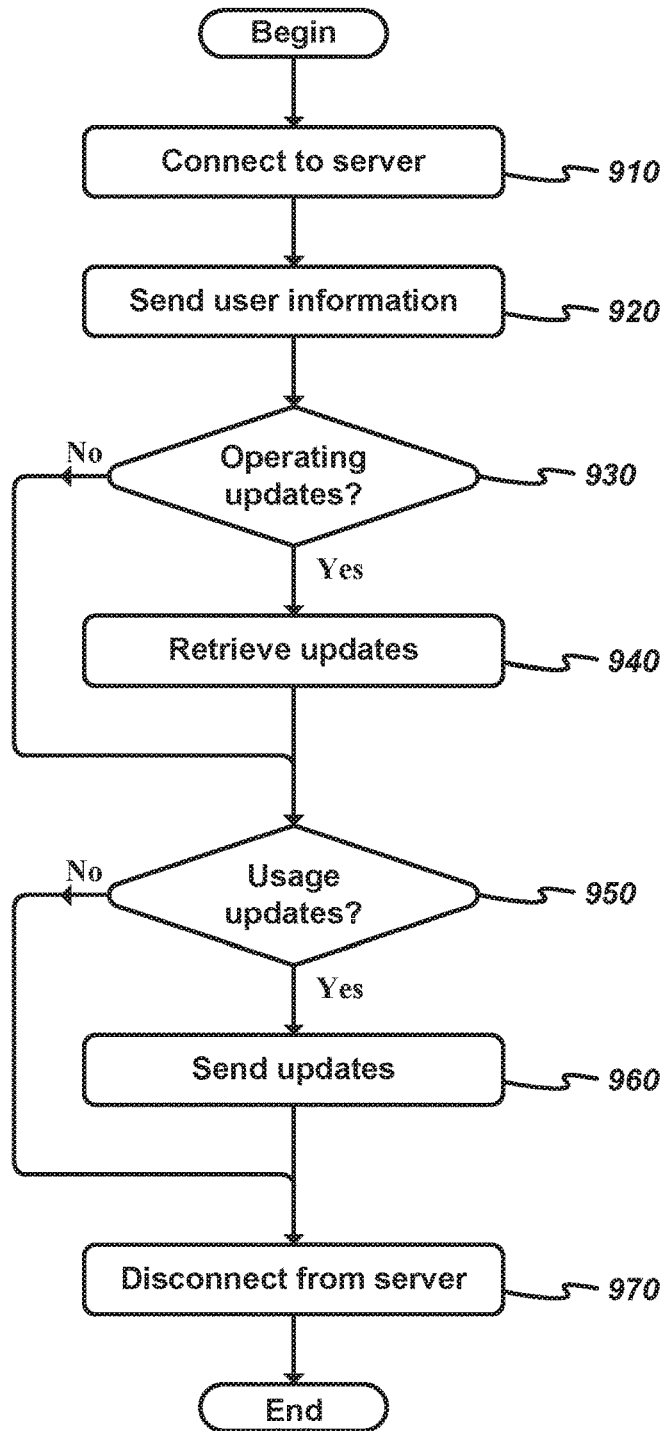 Begin
Connect to server
910
Send user information
920
Operating
updates?
930
No
Yes
Retrieve updates
940
Usage
updates?
950
No
Yes
Send updates
960
Disconnect from server
970
End